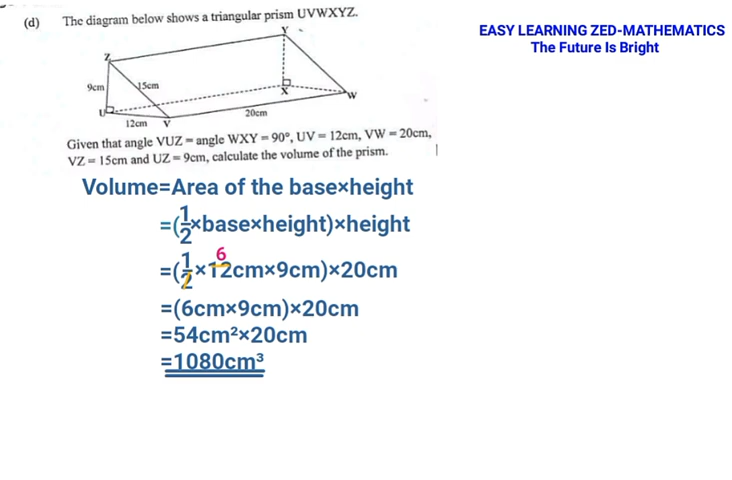 (d) The diagram below shows a triangular prism UVWXYZ.
EASY LEARNING ZED-MATHEMATICS
The Future Is Bright
Y
Z
9cm
15cm
X
W
U
20cm
12cm
V
Given that angle VUZ = angle WXY = 90°, UV = 12cm, VW = 20cm,
VZ = 15cm and UZ = 9cm, calculate the volume of the prism.
Volume=Area of the base×height
=(1/2×base×height)×height
6
=(1/2×12cm×9cm)×20cm
=(6cm×9cm)×20cm
=54cm²×20cm
=1080cm³